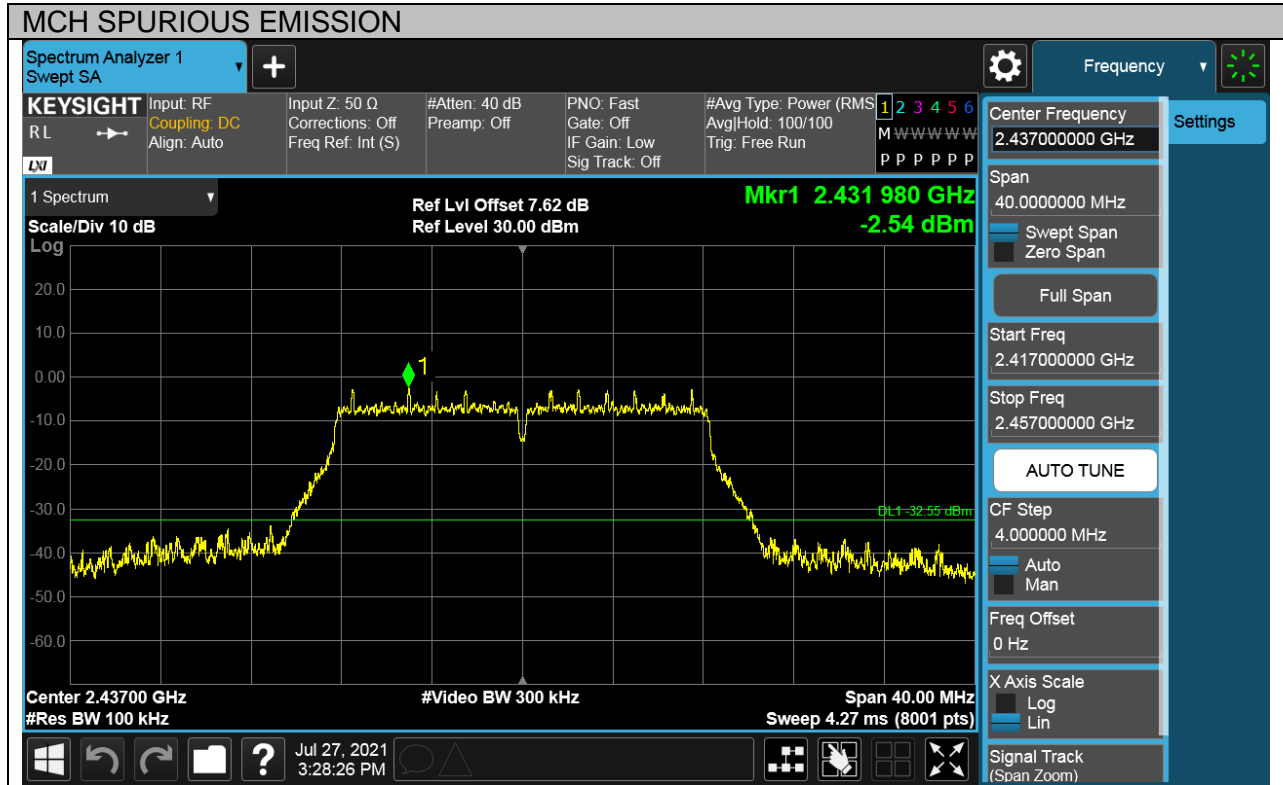 MCH SPURIOUS EMISSION
Spectrum Analyzer 1
Swept SA
Frequency
KEYSIGHT
RL
LXI
Input: RF
Coupling: DC
Align: Auto
Input Z: 50 Ω
Corrections: Off
Freq Ref: Int (S)
#Atten: 40 dB
Preamp: Off
PNO: Fast
Gate: Off
IF Gain: Low
Sig Track: Off
#Avg Type: Power (RMS
Avg|Hold: 100/100
Trig: Free Run
1 2 3 4 5 6
M W W W W W
P P P P P P
1 Spectrum
Scale/Div 10 dB
Log
Ref Lvl Offset 7.62 dB
Ref Level 30.00 dBm
Mkr1 2.431 980 GHz
-2.54 dBm
20.0
10.0
0.00
-10.0
-20.0
-30.0
-40.0
-50.0
-60.0
1
DL1 -32.55 dBm
Center 2.43700 GHz
#Res BW 100 kHz
#Video BW 300 kHz
Span 40.00 MHz
Sweep 4.27 ms (8001 pts)
Jul 27, 2021
3:28:26 PM
Center Frequency
2.437000000 GHz
Settings
Span
40.0000000 MHz
Swept Span
Zero Span
Full Span
Start Freq
2.417000000 GHz
Stop Freq
2.457000000 GHz
AUTO TUNE
CF Step
4.000000 MHz
Auto
Man
Freq Offset
0 Hz
X Axis Scale
Log
Lin
Signal Track
(Span Zoom)